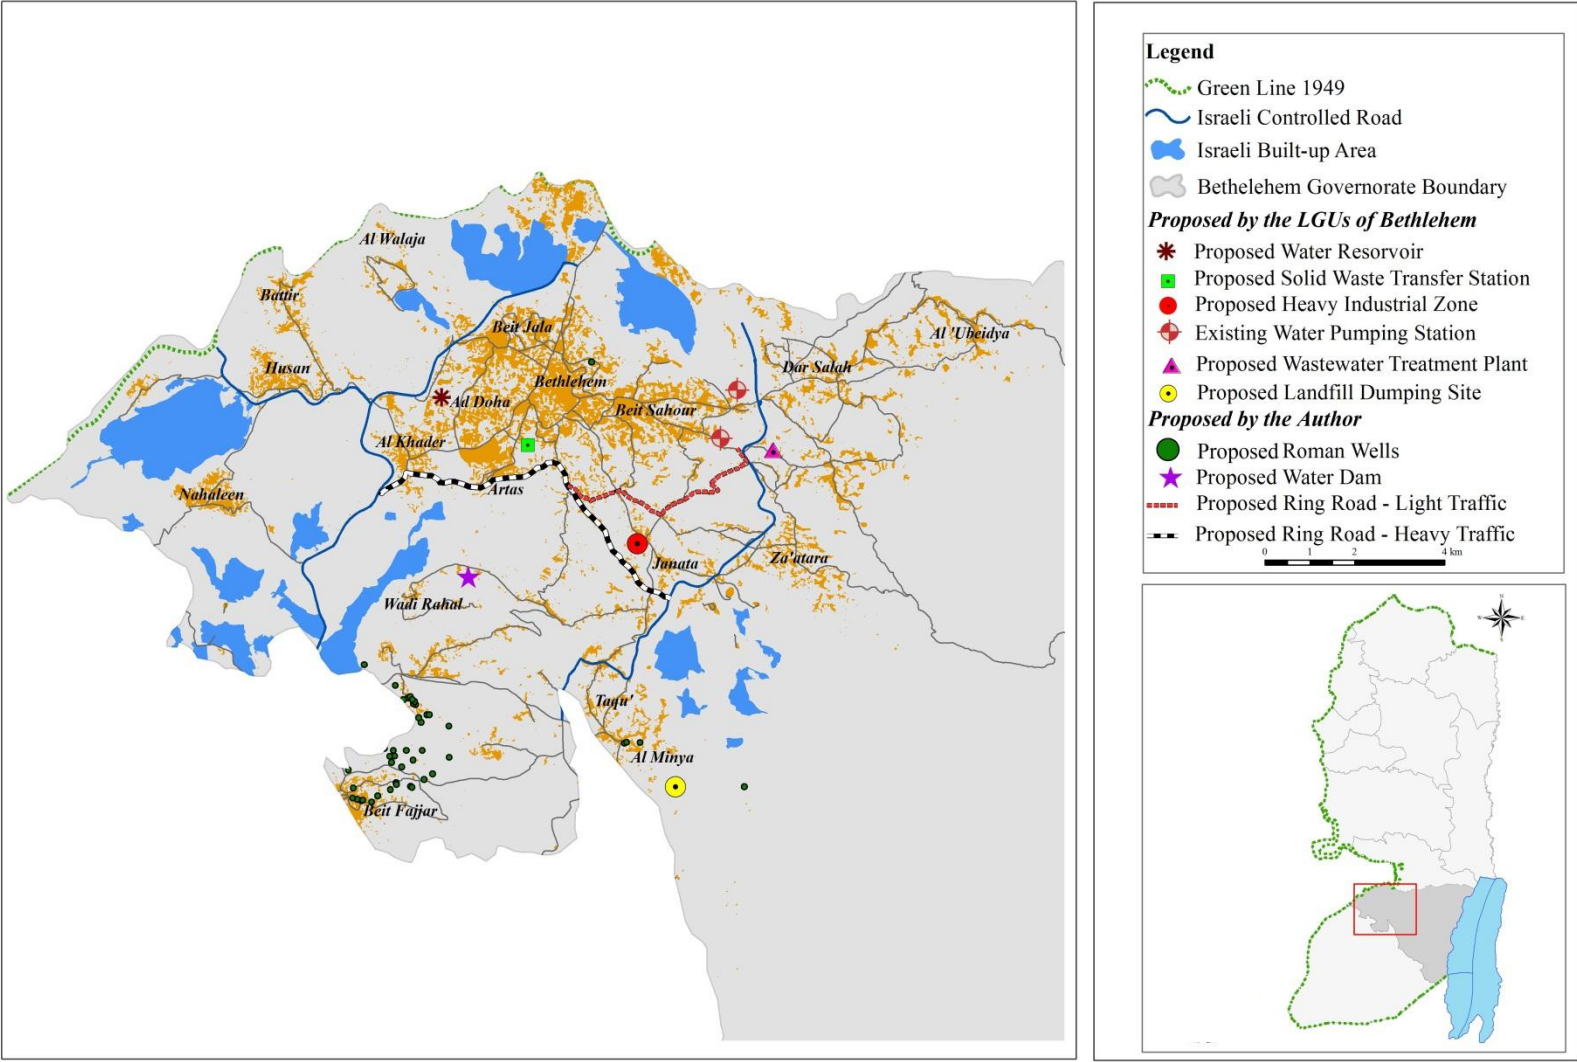 Al Walaja
Battir
Husan
Beit Jala
Al 'Ubeidya
Dar Salah
Bethlehem
Ad Doha
Beit Sahour
Al Khader
Nahaleen
Artas
Janata
Za'atara
Wadi Rahal
Taqu'
Al Minya
Beit Fajjar
Legend
Green Line 1949
Israeli Controlled Road
Israeli Built-up Area
Bethelehem Governorate Boundary
Proposed by the LGUs of Bethlehem
Proposed Water Reservoir
Proposed Solid Waste Transfer Station
Proposed Heavy Industrial Zone
Existing Water Pumping Station
Proposed Wastewater Treatment Plant
Proposed Landfill Dumping Site
Proposed by the Author
Proposed Roman Wells
Proposed Water Dam
Proposed Ring Road - Light Traffic
Proposed Ring Road - Heavy Traffic
0 1 2 4 km